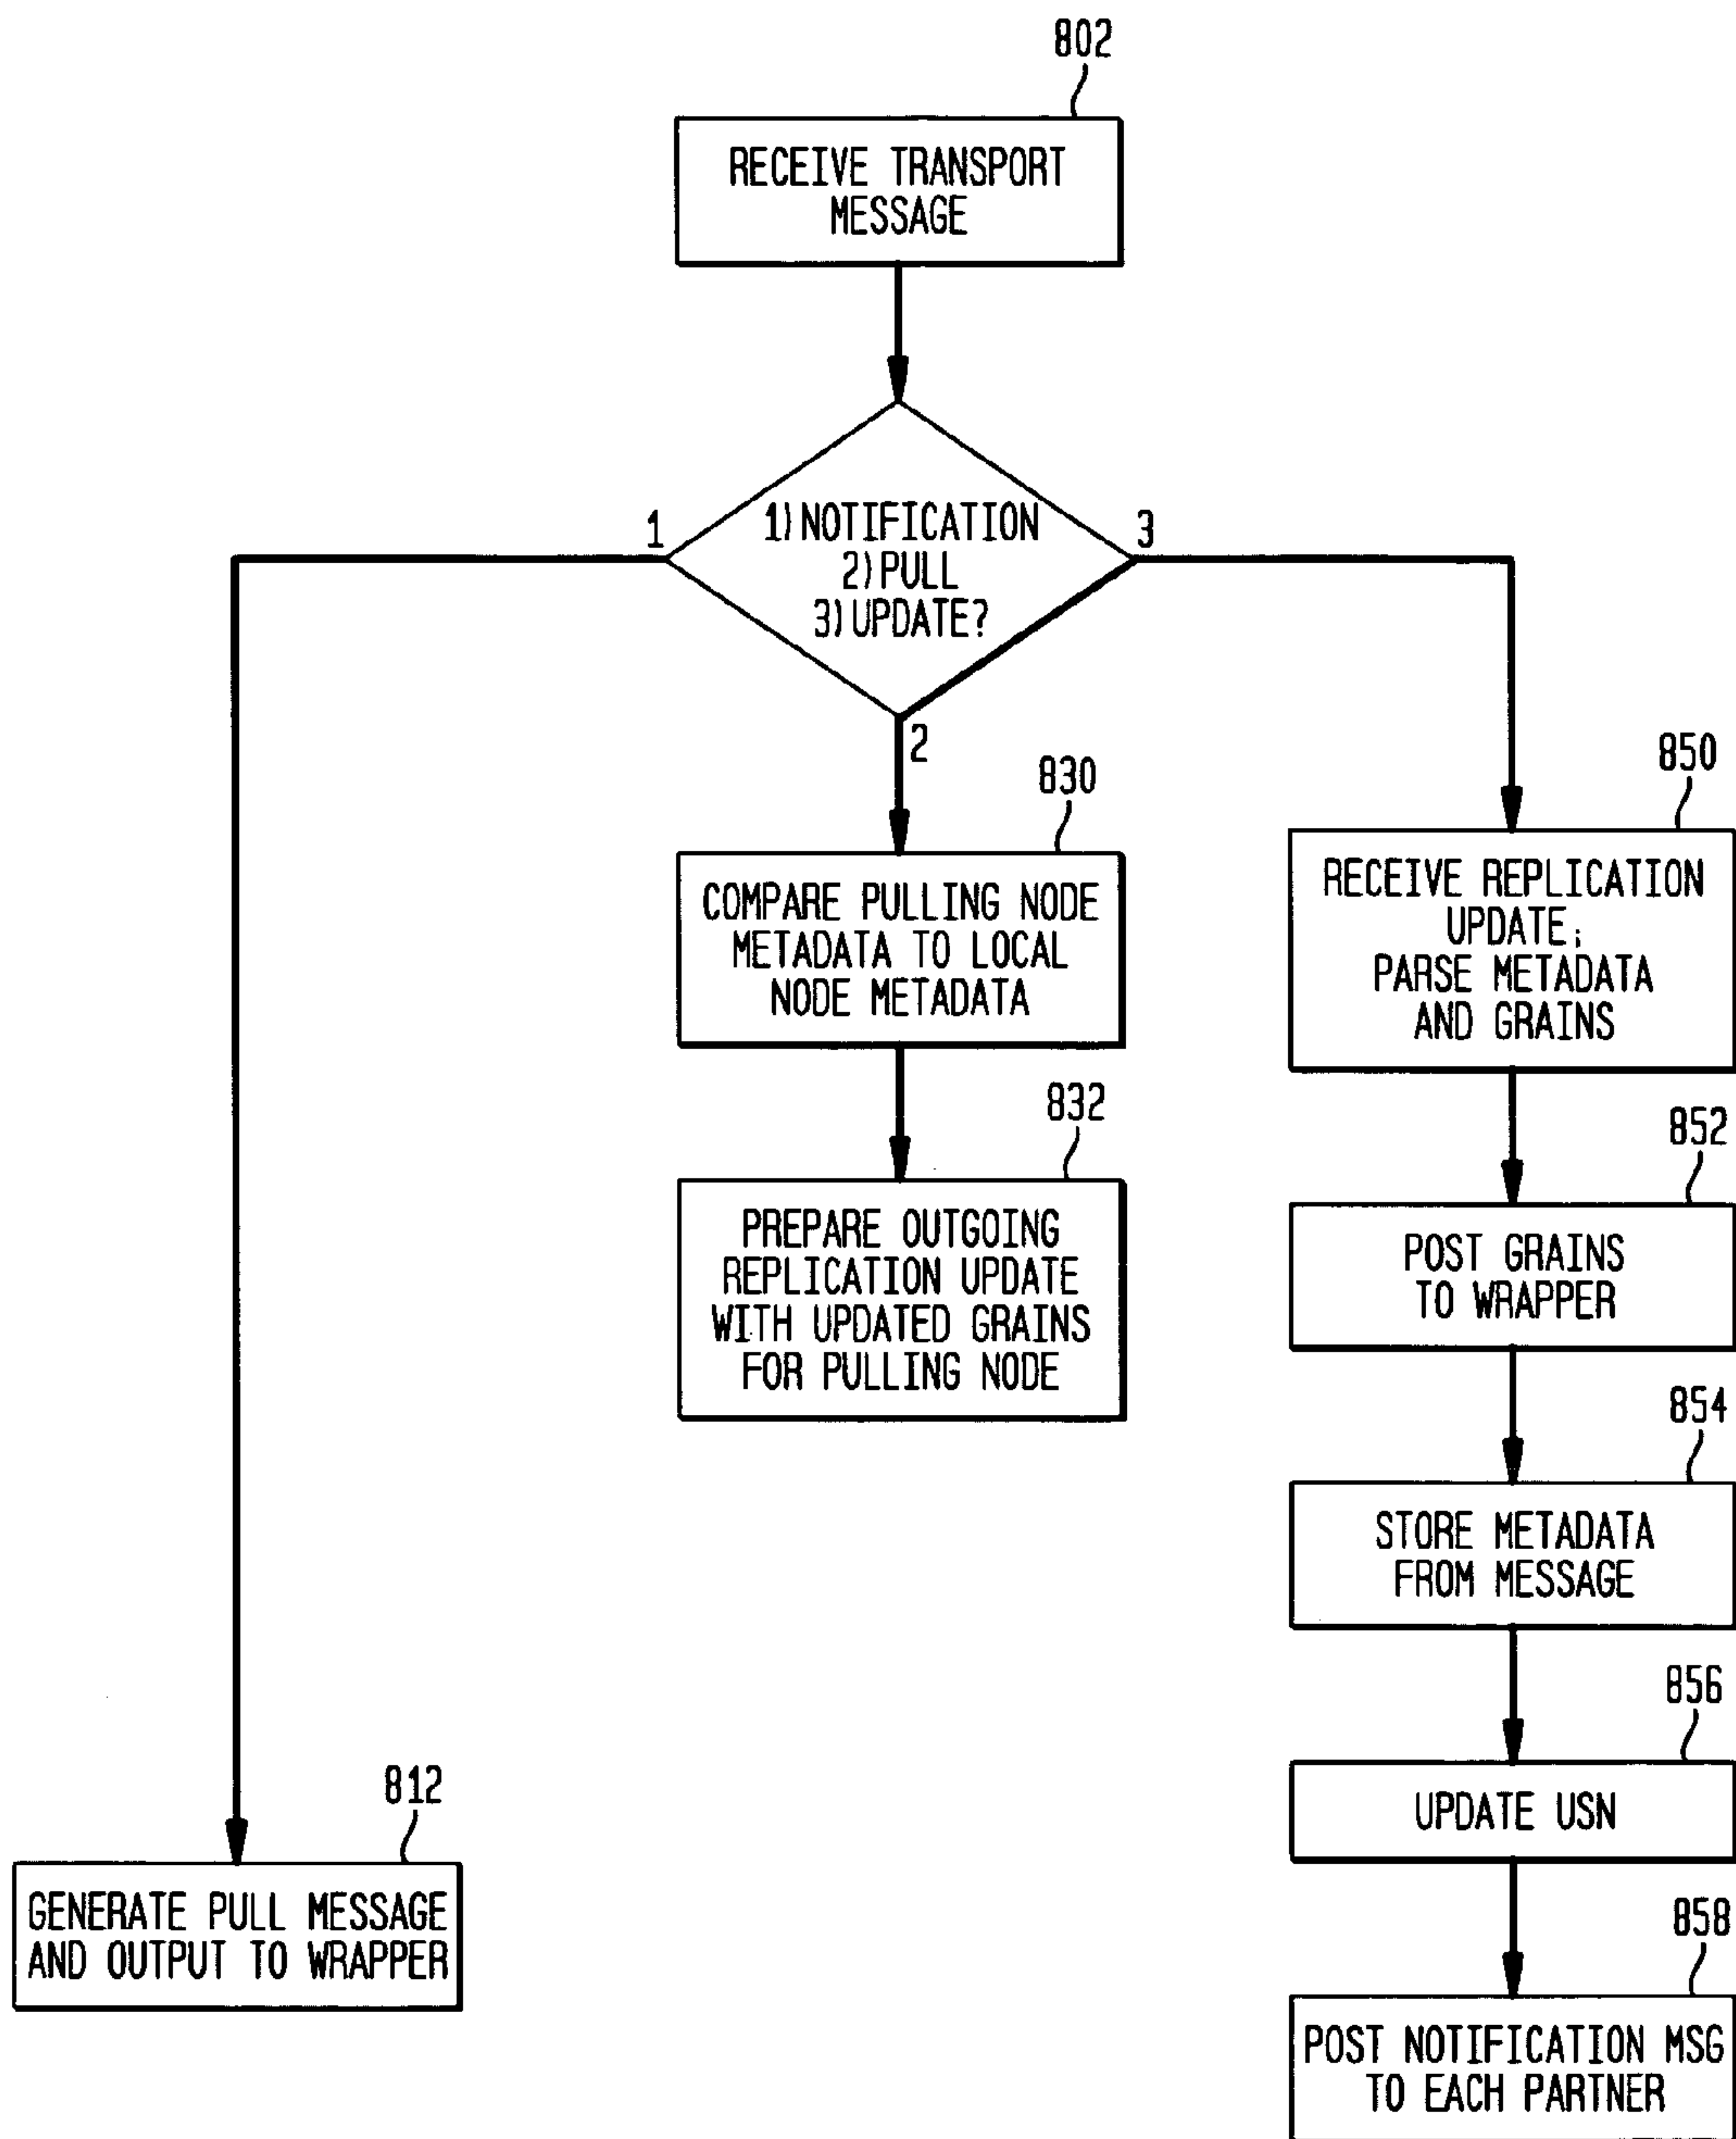 802
RECEIVE TRANSPORT
MESSAGE
1
1) NOTIFICATION
2) PULL
3) UPDATE?
3
2
830
COMPARE PULLING NODE
METADATA TO LOCAL
NODE METADATA
832
PREPARE OUTGOING
REPLICATION UPDATE
WITH UPDATED GRAINS
FOR PULLING NODE
850
RECEIVE REPLICATION
UPDATE;
PARSE METADATA
AND GRAINS
852
POST GRAINS
TO WRAPPER
854
STORE METADATA
FROM MESSAGE
856
UPDATE USN
812
GENERATE PULL MESSAGE
AND OUTPUT TO WRAPPER
858
POST NOTIFICATION MSG
TO EACH PARTNER